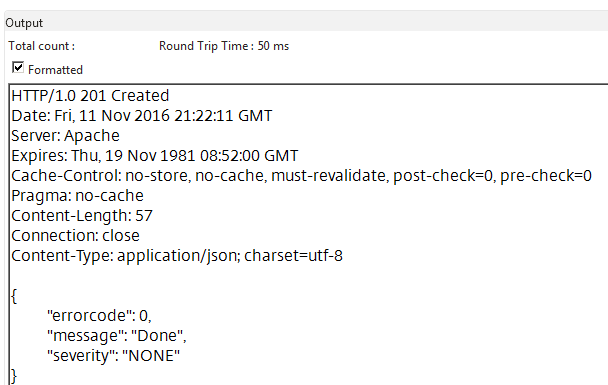 Output
Total count : Round Trip Time : 50 ms
Formatted
HTTP/1.0 201 Created
Date: Fri, 11 Nov 2016 21:22:11 GMT
Server: Apache
Expires: Thu, 19 Nov 1981 08:52:00 GMT
Cache-Control: no-store, no-cache, must-revalidate, post-check=0, pre-check=0
Pragma: no-cache
Content-Length: 57
Connection: close
Content-Type: application/json; charset=utf-8

{
"errorcode": 0,
"message": "Done",
"severity": "NONE"
}